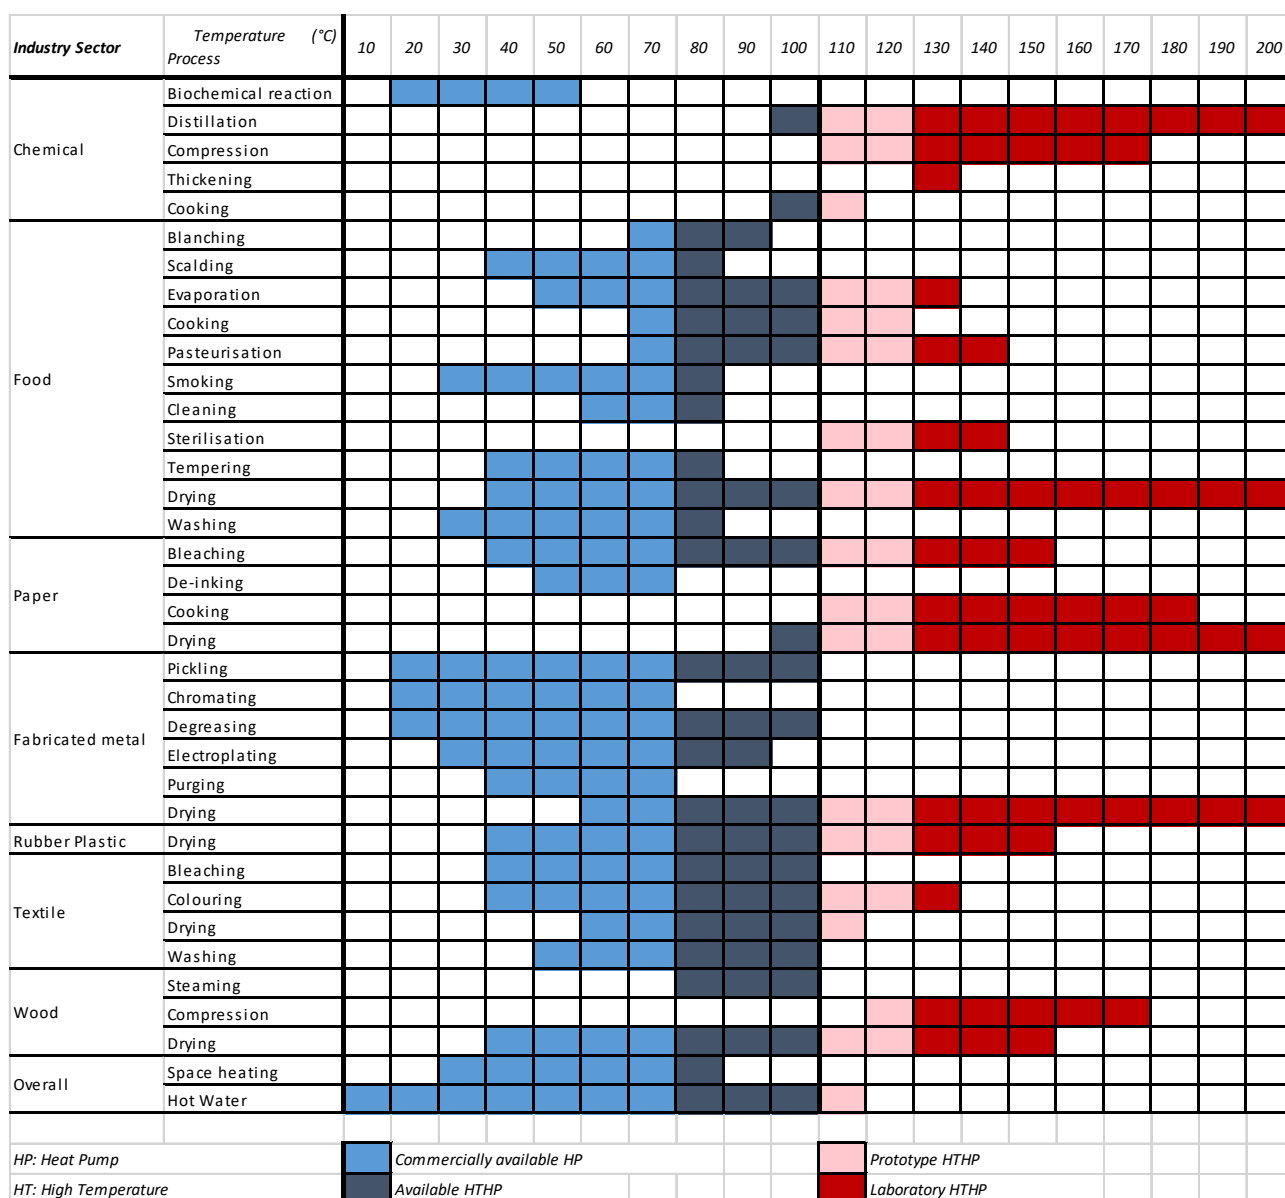 Industry Sector
Temperature (°C)
Process
10 20 30 40 50 60 70 80 90 100 110 120 130 140 150 160 170 180 190 200
Chemical
Biochemical reaction
Distillation
Compression
Thickening
Cooking
Food
Blanching
Scalding
Evaporation
Cooking
Pasteurisation
Smoking
Cleaning
Sterilisation
Tempering
Drying
Washing
Paper
Bleaching
De-inking
Cooking
Drying
Fabricated metal
Pickling
Chromating
Degreasing
Electroplating
Purging
Drying
Rubber Plastic
Drying
Textile
Bleaching
Colouring
Drying
Washing
Wood
Steaming
Compression
Drying
Overall
Space heating
Hot Water
HP: Heat Pump
Commercially available HP
Prototype HTHP
HT: High Temperature
Available HTHP
Laboratory HTHP